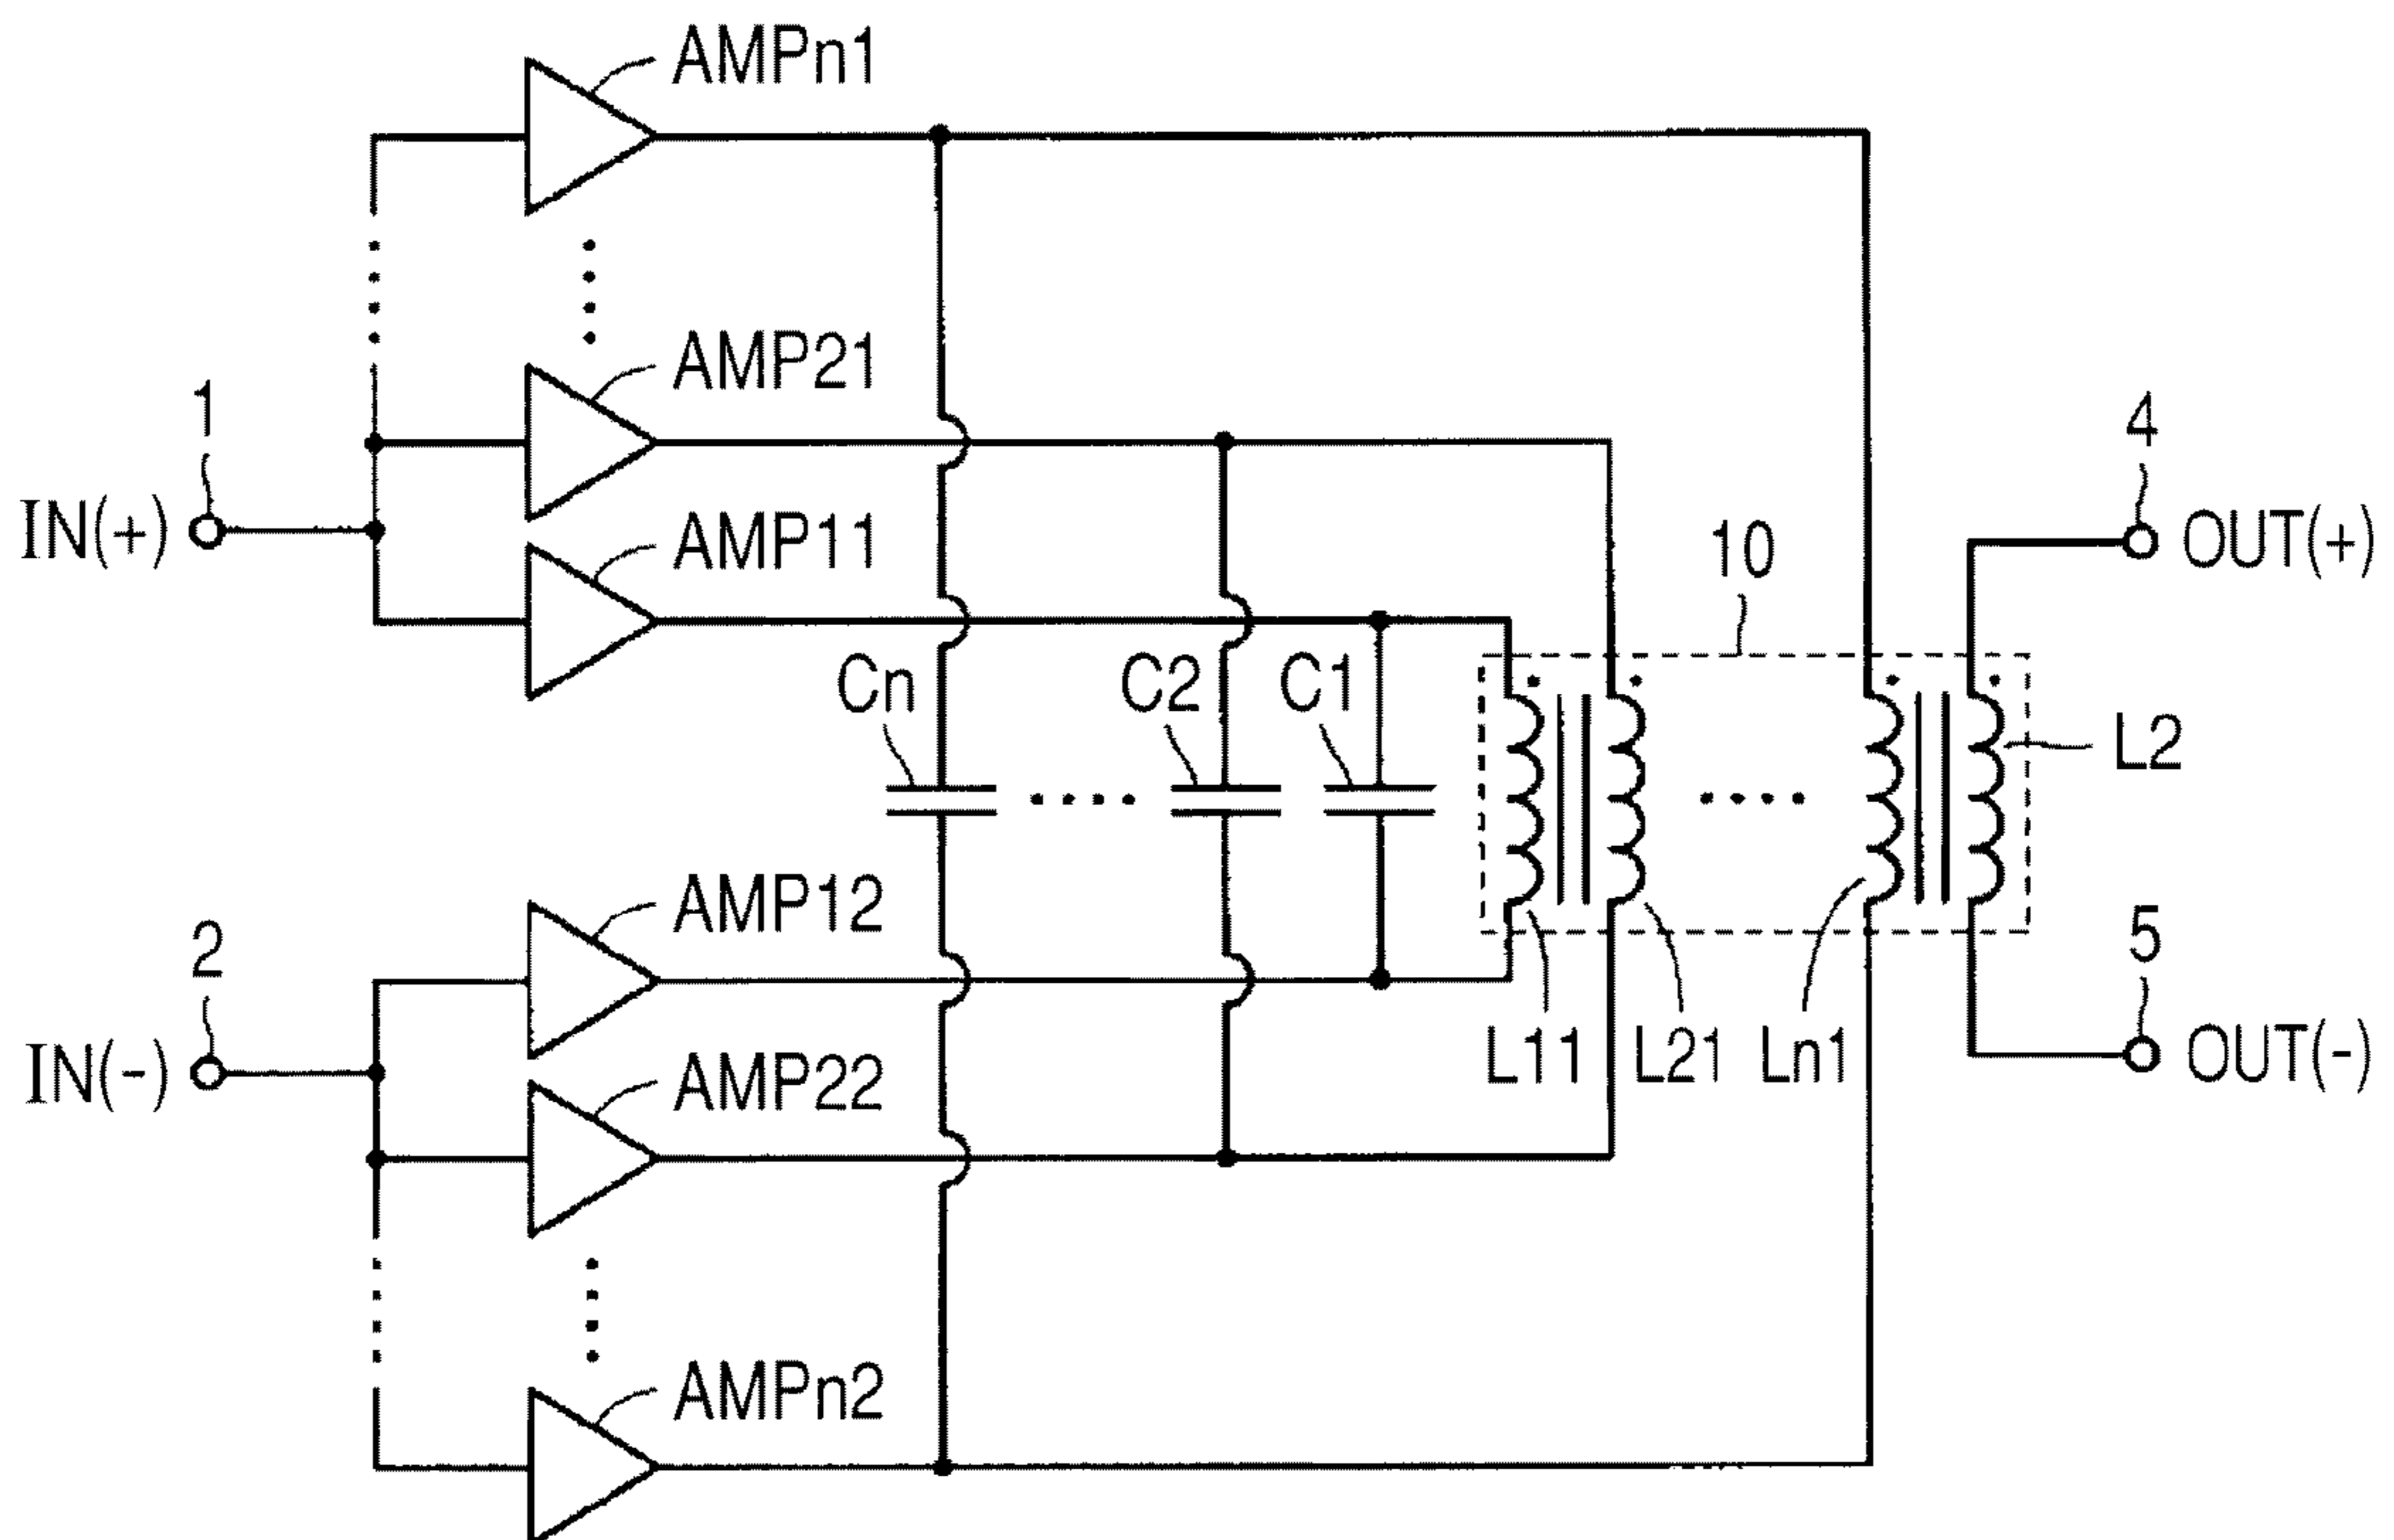 AMPn1
AMP21
1
4
IN(+)
AMP11
OUT(+)
10
Cn
C2
C1
L2
AMP12
2
5
IN(-)
AMP22
L11
L21
Ln1
OUT(-)
AMPn2